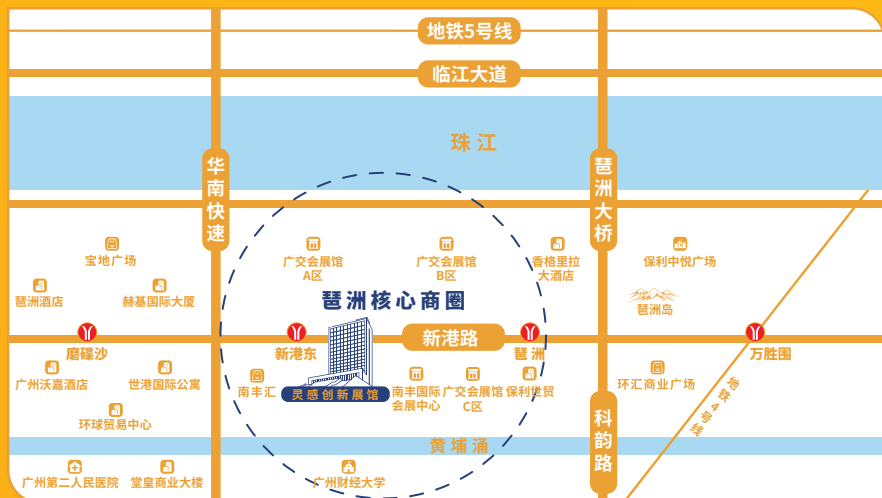 地铁5号线
临江大道
珠江
华南快速
琶洲大桥
宝地广场
广交会展馆
A区
广交会展馆
B区
香格里拉
大酒店
保利中悦广场
琶洲酒店
赫基国际大厦
琶洲核心商圈
琶洲岛
磨碟沙
新港东
新港路
琶洲
万胜围
广州沃嘉酒店
世港国际公寓
南丰汇
灵感创新展馆
南丰国际
会展中心
广交会展馆
C区
保利世贸
环汇商业广场
地铁4号线
环球贸易中心
科韵路
黄埔涌
广州第二人民医院
堂皇商业大楼
广州财经大学